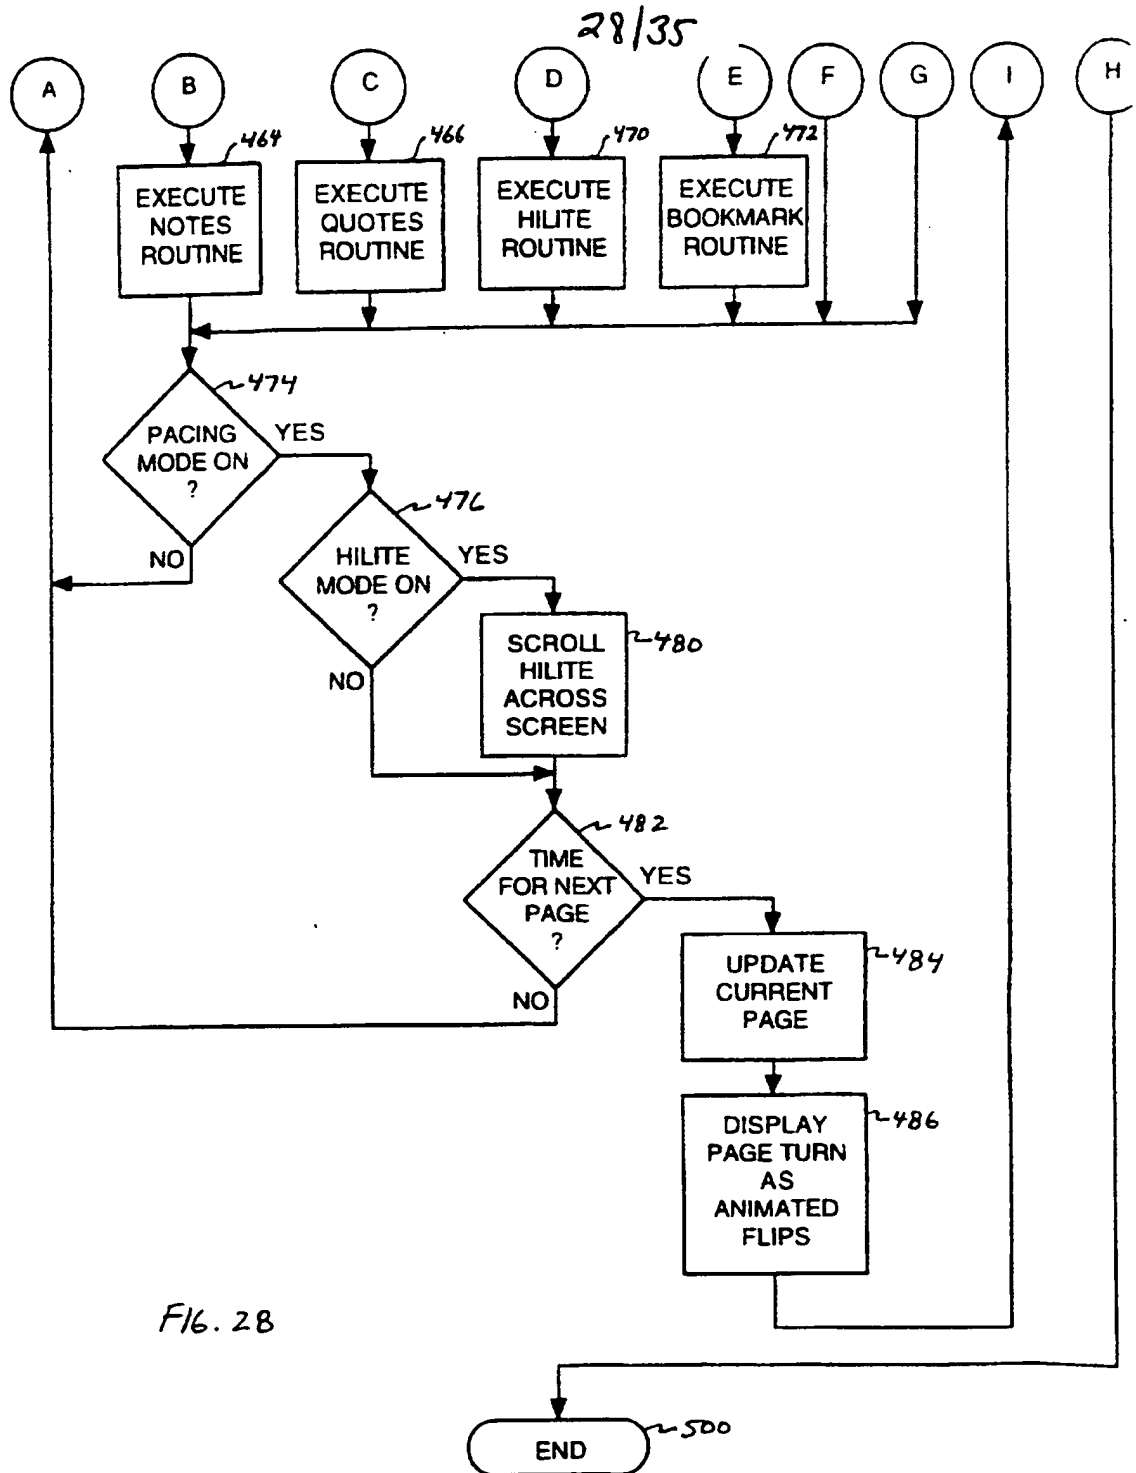 28/35
A
B
C
D
E
F
G
I
H
464
466
470
472
EXECUTE
NOTES
ROUTINE
EXECUTE
QUOTES
ROUTINE
EXECUTE
HILITE
ROUTINE
EXECUTE
BOOKMARK
ROUTINE
474
PACING
MODE ON
?
YES
NO
476
HILITE
MODE ON
?
YES
NO
480
SCROLL
HILITE
ACROSS
SCREEN
482
TIME
FOR NEXT
PAGE
?
YES
NO
484
UPDATE
CURRENT
PAGE
486
DISPLAY
PAGE TURN
AS
ANIMATED
FLIPS
FIG. 28
500
END